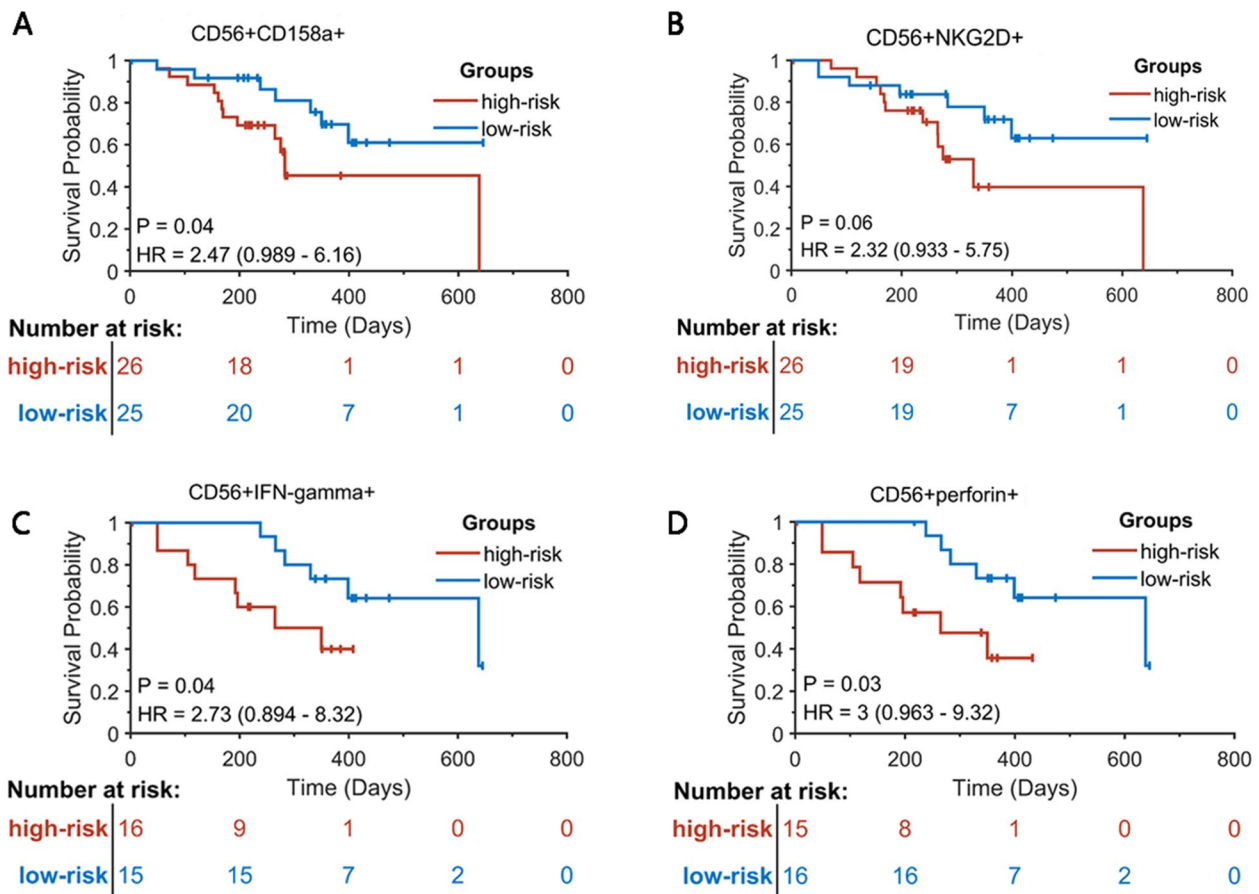 A
CD56+CD158a+
Survival Probability
1
0.8
0.6
0.4
0.2
0
Groups
high-risk
low-risk
P = 0.04
HR = 2.47 (0.989 - 6.16)
0 200 400 600 800
Time (Days)
Number at risk:
high-risk 26 18 1 1 0
low-risk 25 20 7 1 0
B
CD56+NKG2D+
Survival Probability
1
0.8
0.6
0.4
0.2
0
Groups
high-risk
low-risk
P = 0.06
HR = 2.32 (0.933 - 5.75)
0 200 400 600 800
Time (Days)
Number at risk:
high-risk 26 19 1 1 0
low-risk 25 19 7 1 0
C
CD56+IFN-gamma+
Survival Probability
1
0.8
0.6
0.4
0.2
0
Groups
high-risk
low-risk
P = 0.04
HR = 2.73 (0.894 - 8.32)
0 200 400 600 800
Time (Days)
Number at risk:
high-risk 16 9 1 0 0
low-risk 15 15 7 2 0
D
CD56+perforin+
Survival Probability
1
0.8
0.6
0.4
0.2
0
Groups
high-risk
low-risk
P = 0.03
HR = 3 (0.963 - 9.32)
0 200 400 600 800
Time (Days)
Number at risk:
high-risk 15 8 1 0 0
low-risk 16 16 7 2 0